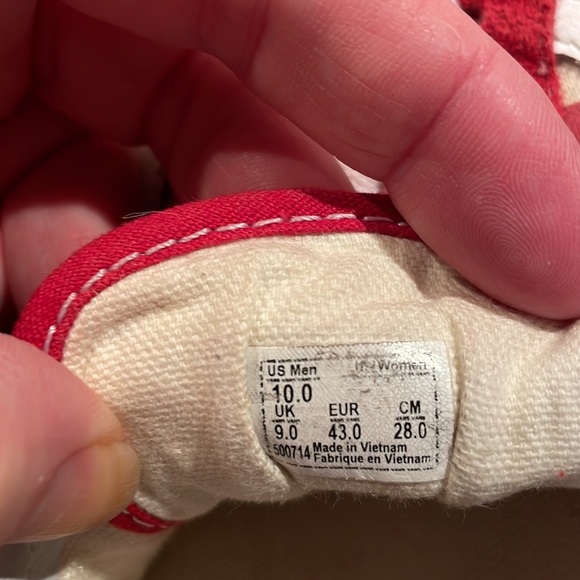 US Men Women
10.0
UK EUR CM
9.0 43.0 28.0
500714 Made in Vietnam
Fabrique en Vietnam